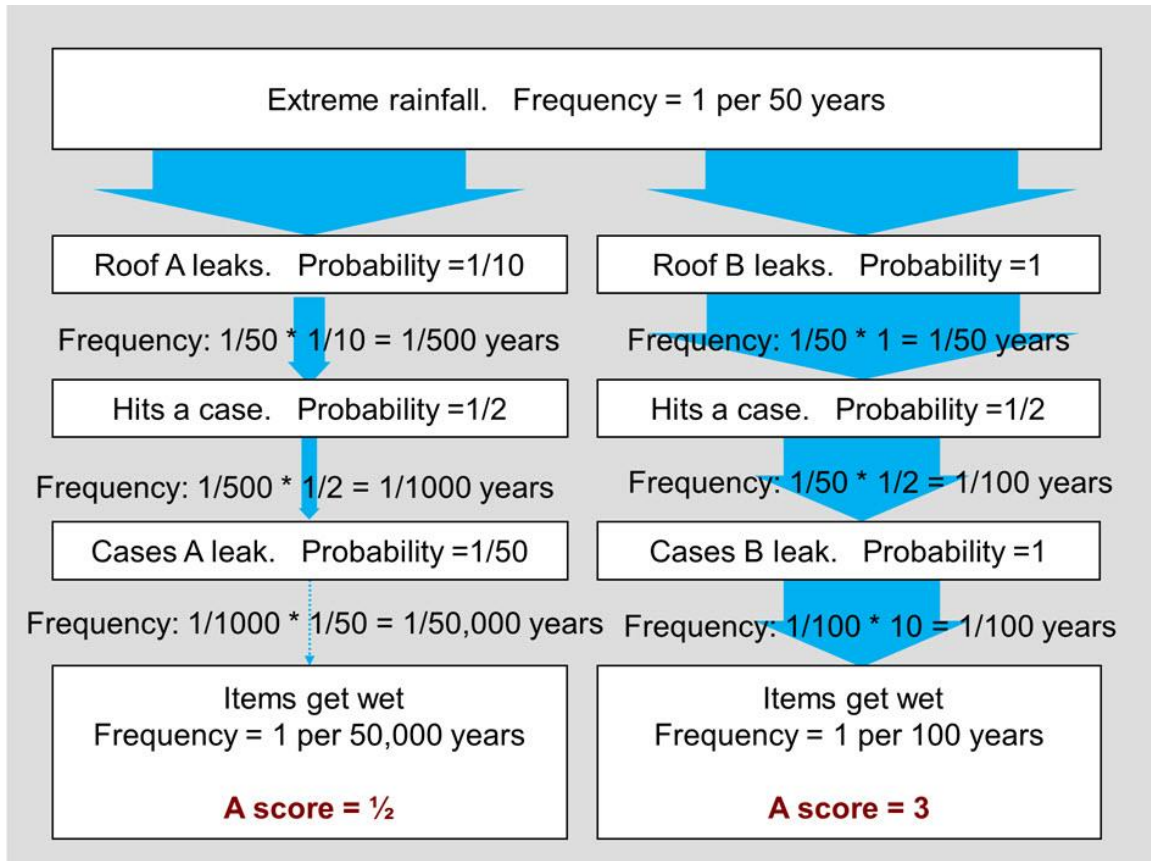 Extreme rainfall. Frequency = 1 per 50 years
Roof A leaks. Probability =1/10
Frequency: 1/50 * 1/10 = 1/500 years
Hits a case. Probability =1/2
Frequency: 1/500 * 1/2 = 1/1000 years
Cases A leak. Probability =1/50
Frequency: 1/1000 * 1/50 = 1/50,000 years
Items get wet
Frequency = 1 per 50,000 years
A score = ½
Roof B leaks. Probability =1
Frequency: 1/50 * 1 = 1/50 years
Hits a case. Probability =1/2
Frequency: 1/50 * 1/2 = 1/100 years
Cases B leak. Probability =1
Frequency: 1/100 * 10 = 1/100 years
Items get wet
Frequency = 1 per 100 years
A score = 3